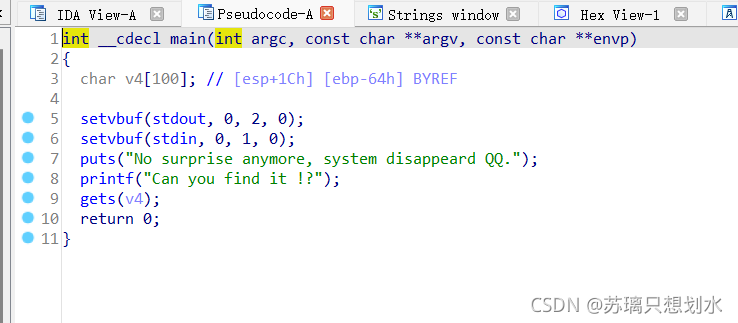 IDA View-A Pseudocode-A Strings window Hex View-1
1 int __cdecl main(int argc, const char **argv, const char **envp)
2 {
3 char v4[100]; // [esp+1Ch] [ebp-64h] BYREF
4
5 setvbuf(stdout, 0, 2, 0);
6 setvbuf(stdin, 0, 1, 0);
7 puts("No surprise anymore, system disappeard QQ.");
8 printf("Can you find it !?");
9 gets(v4);
10 return 0;
11 }
CSDN @苏璃只想划水